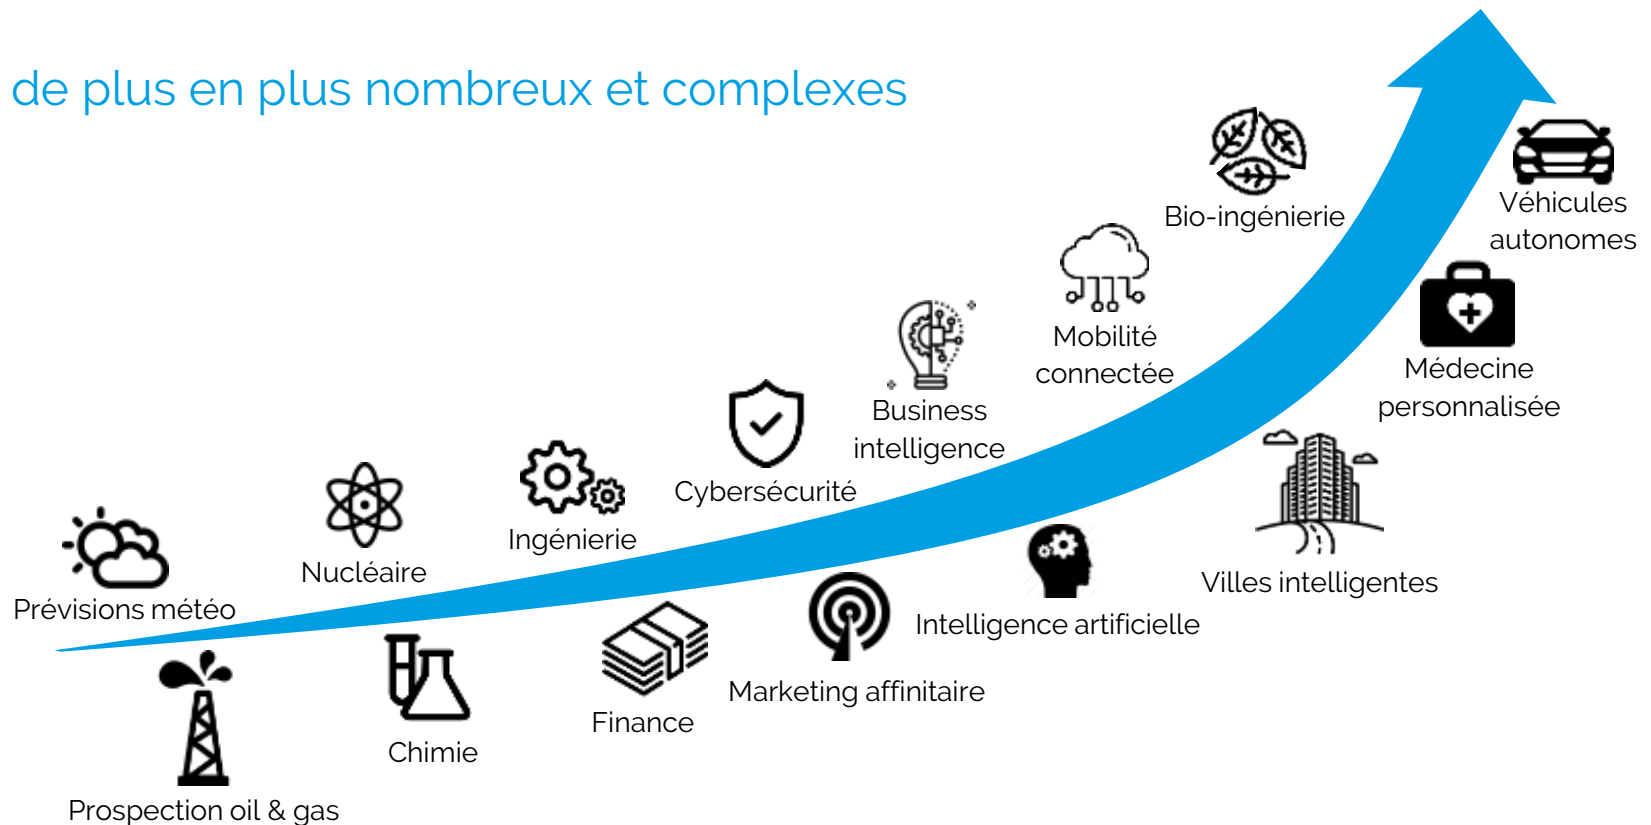 de plus en plus nombreux et complexes
Bio-ingénierie
Véhicules
autonomes
Mobilité
connectée
Médecine
personnalisée
Business
intelligence
Cybersécurité
Ingénierie
Nucléaire
Prévisions météo
Villes intelligentes
Intelligence artificielle
Marketing affinitaire
Finance
Chimie
Prospection oil & gas